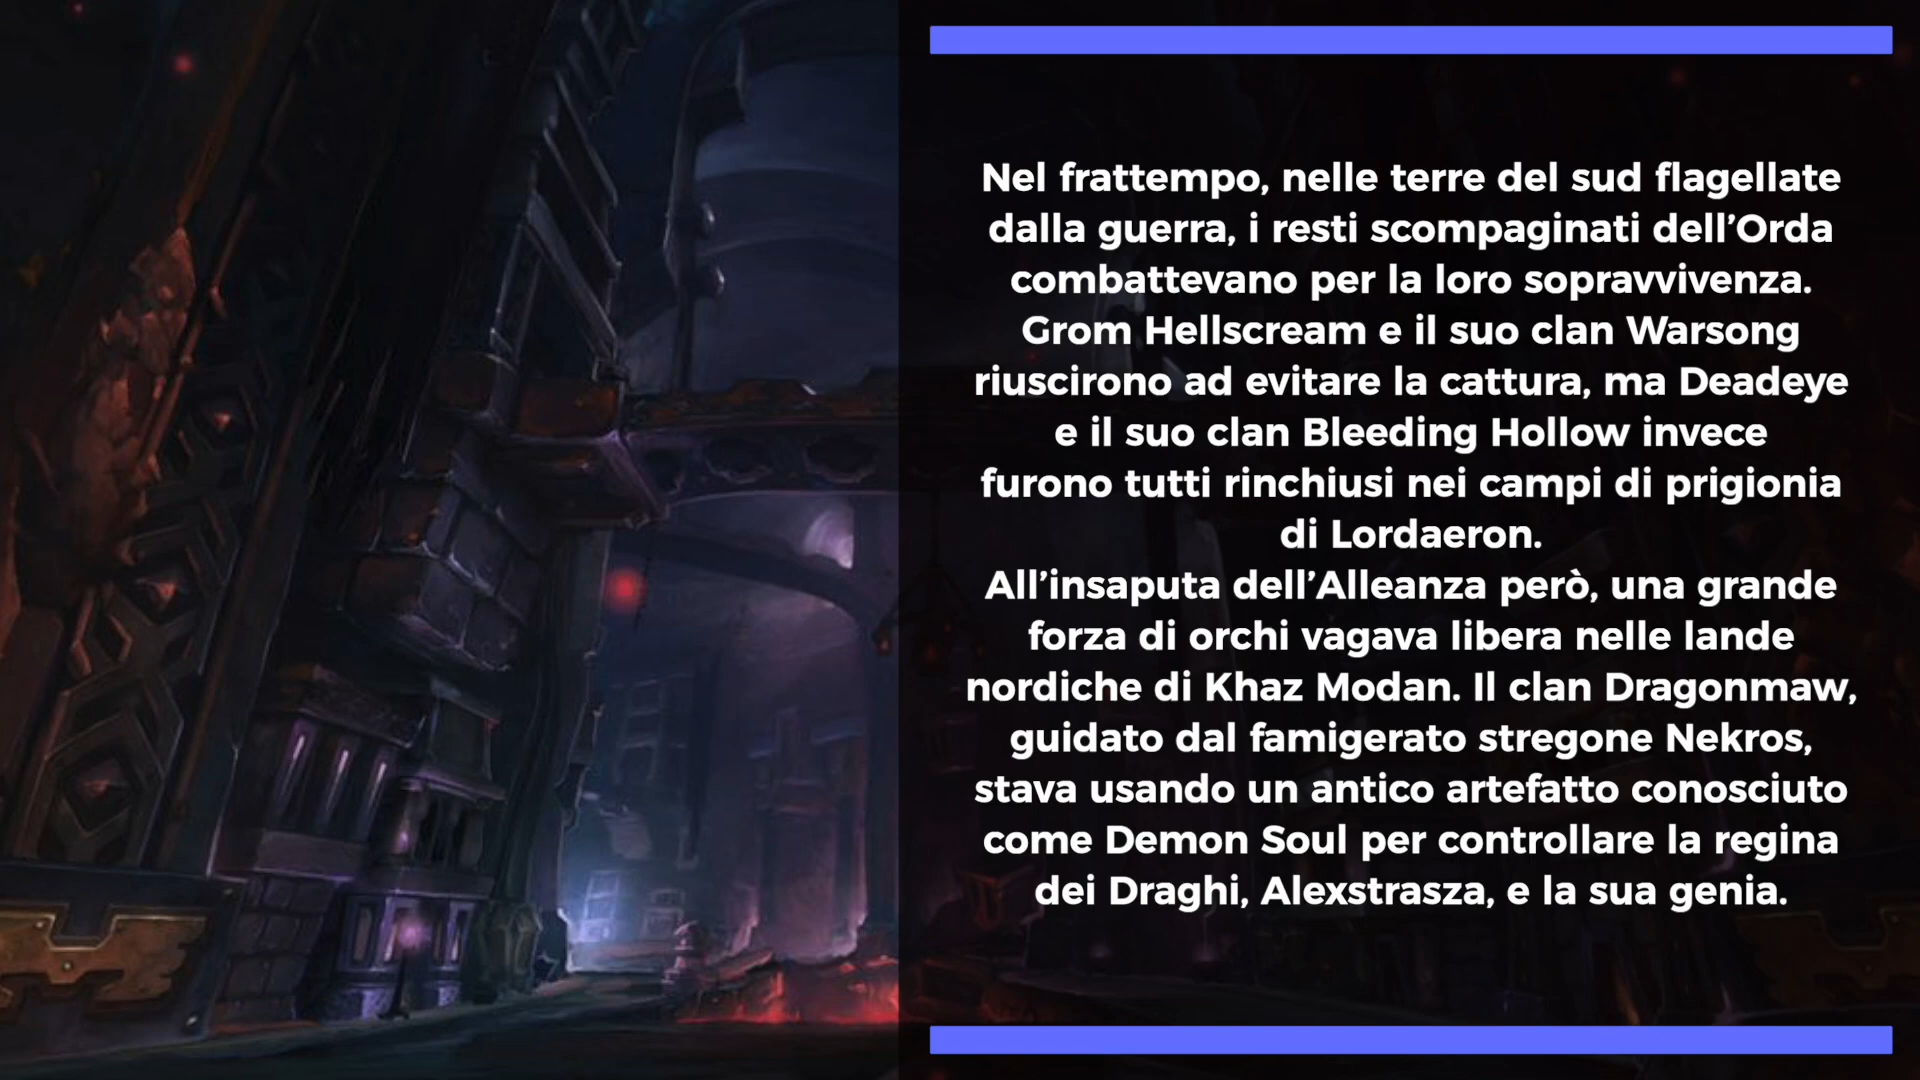 Nel frattempo, nelle terre del sud flagellate
dalla guerra, i resti scompaginati dell’Orda
combattevano per la loro sopravvivenza.
Grom Hellscream e il suo clan Warsong
riuscirono ad evitare la cattura, ma Deadeye
e il suo clan Bleeding Hollow invece
furono tutti rinchiusi nei campi di prigionia
di Lordaeron.
All’insaputa dell’Alleanza però, una grande
forza di orchi vagava libera nelle lande
nordiche di Khaz Modan. Il clan Dragonmaw,
guidato dal famigerato stregone Nekros,
stava usando un antico artefatto conosciuto
come Demon Soul per controllare la regina
dei Draghi, Alexstrasza, e la sua genia.